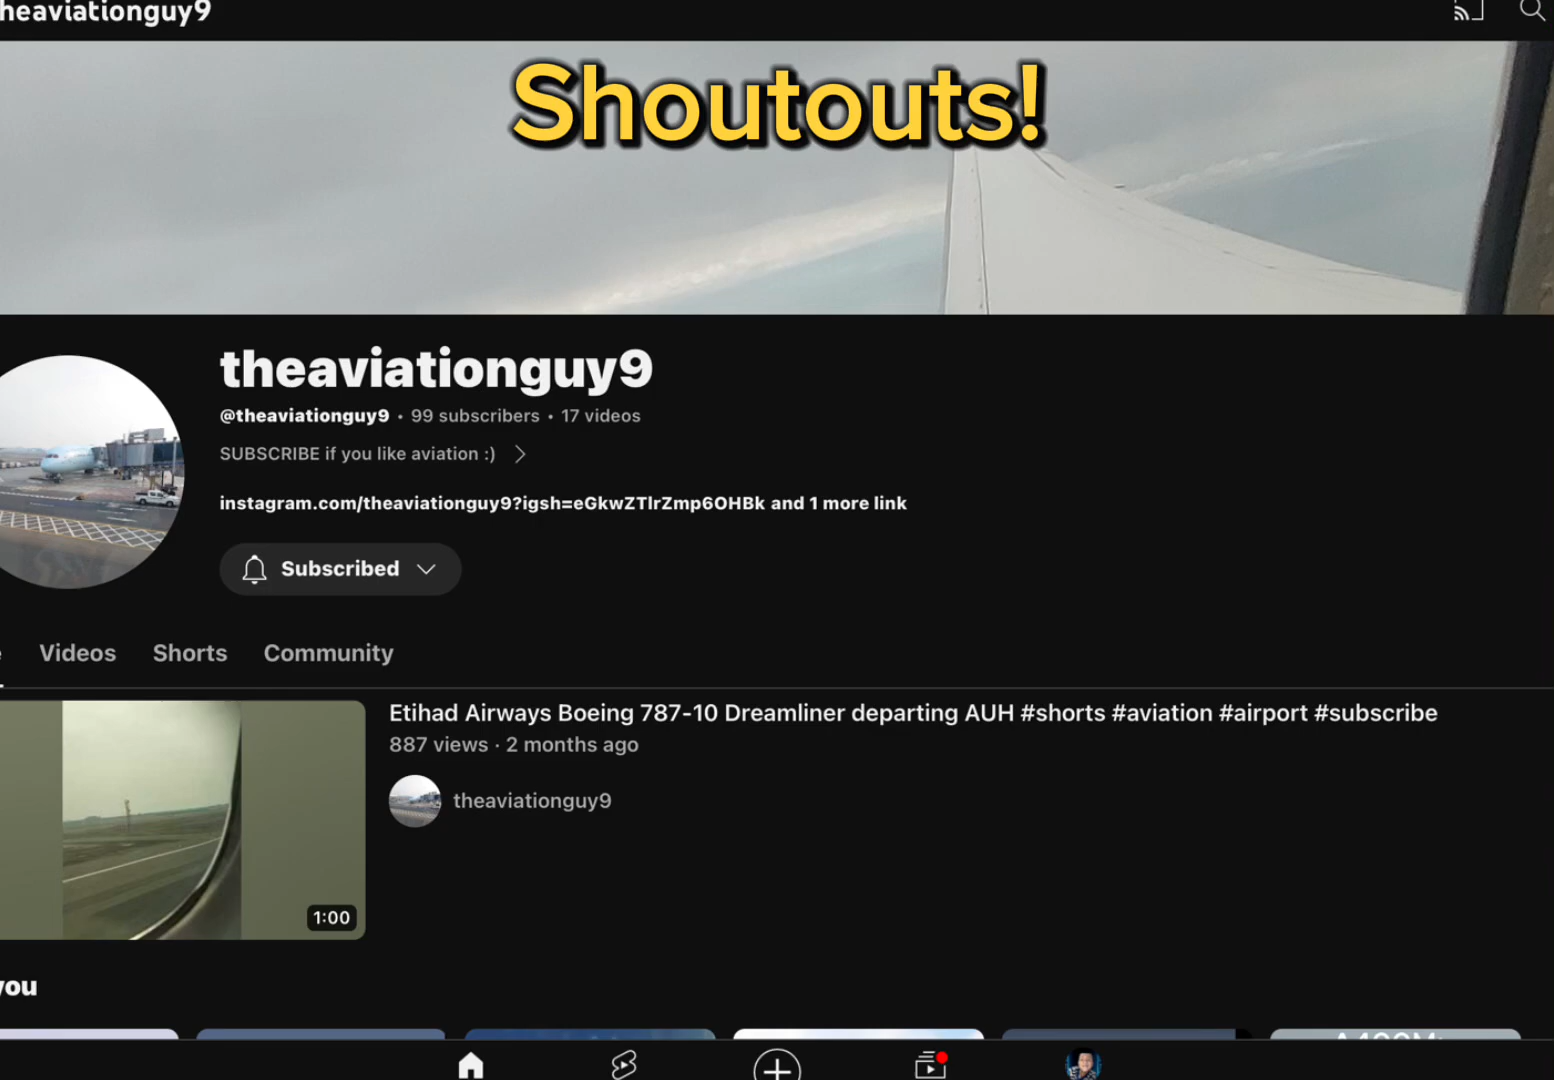 heaviationguy9
Shoutouts!
theaviationguy9
@theaviationguy9 • 99 subscribers • 17 videos
SUBSCRIBE if you like aviation :)
instagram.com/theaviationguy9?igsh=eGkwZTlrZmp6OHBk and 1 more link
Subscribed
Videos Shorts Community
Etihad Airways Boeing 787-10 Dreamliner departing AUH #shorts #aviation #airport #subscribe
887 views · 2 months ago
theaviationguy9
1:00
you